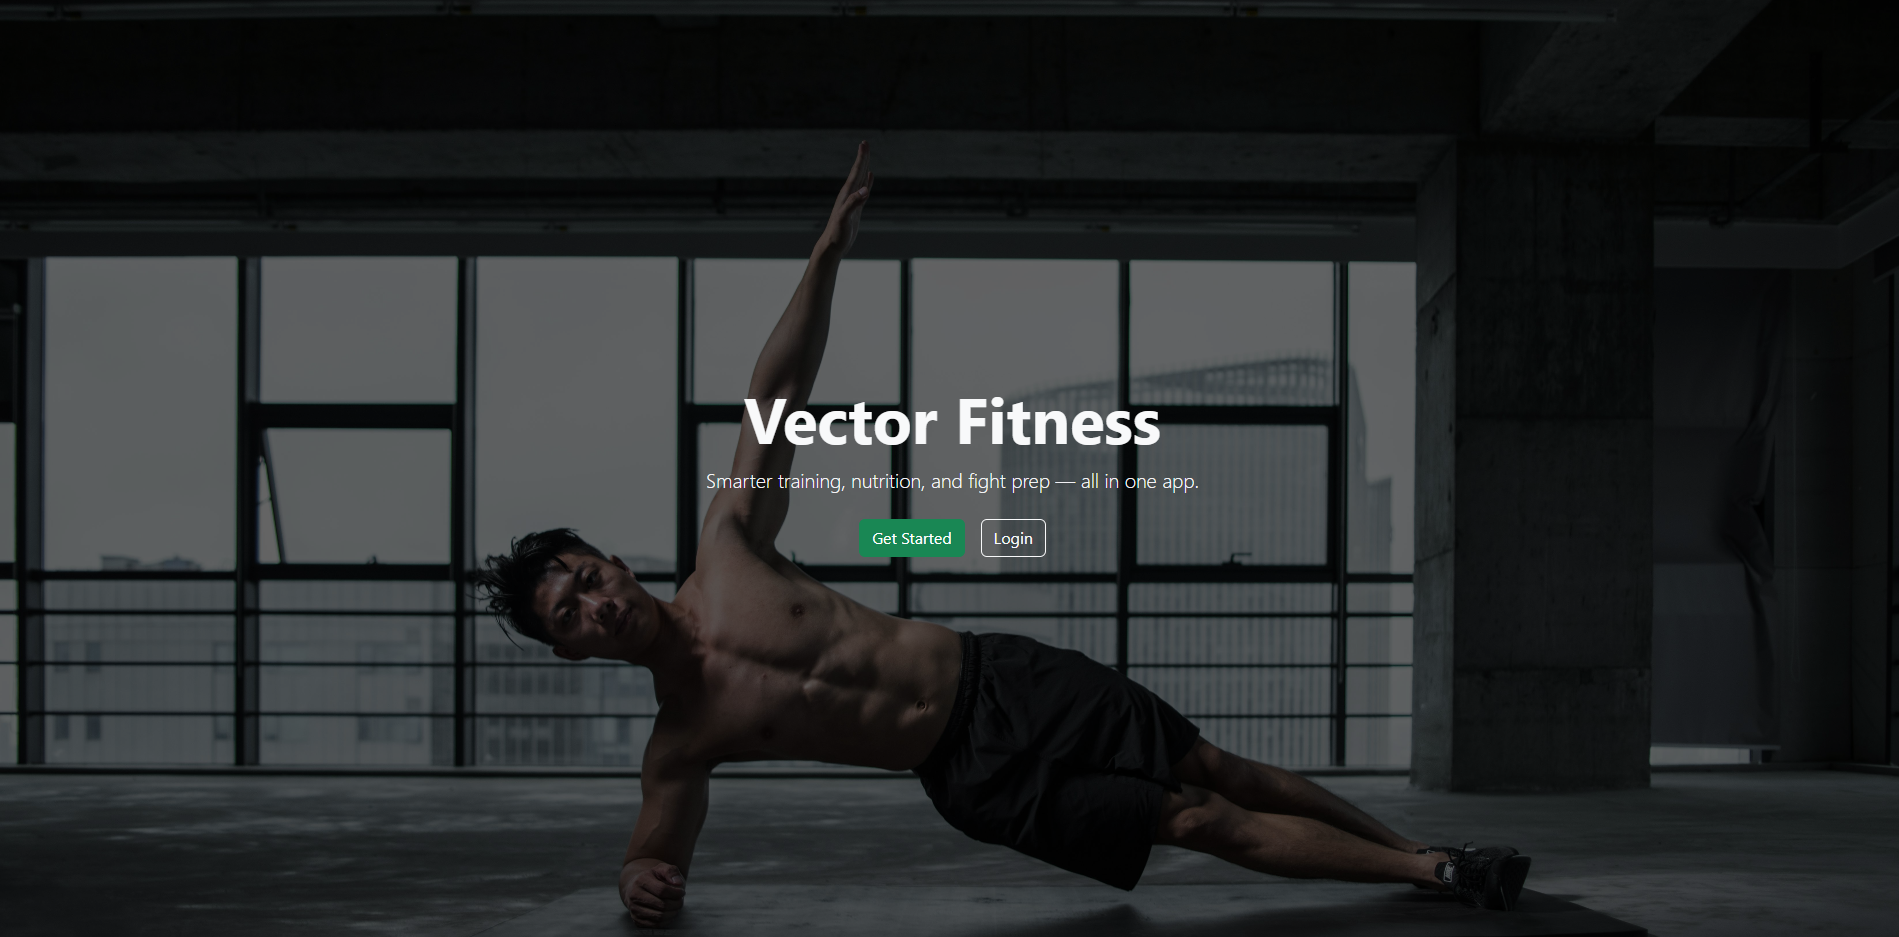 Vector Fitness
Smarter training, nutrition, and fight prep — all in one app.
Get Started
Login